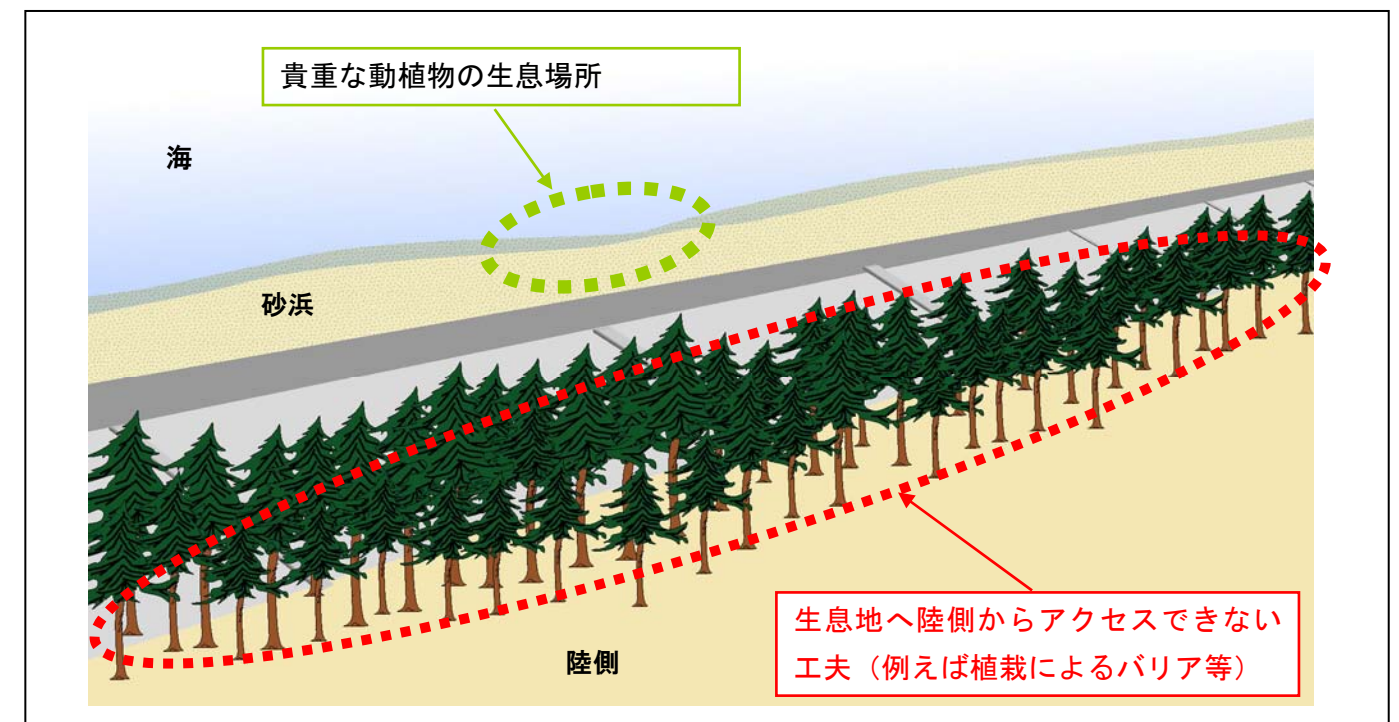 貴重な動植物の生息場所
海
砂浜
生息地へ陸側からアクセスできない
工夫（例えば植栽によるバリア等）
陸側